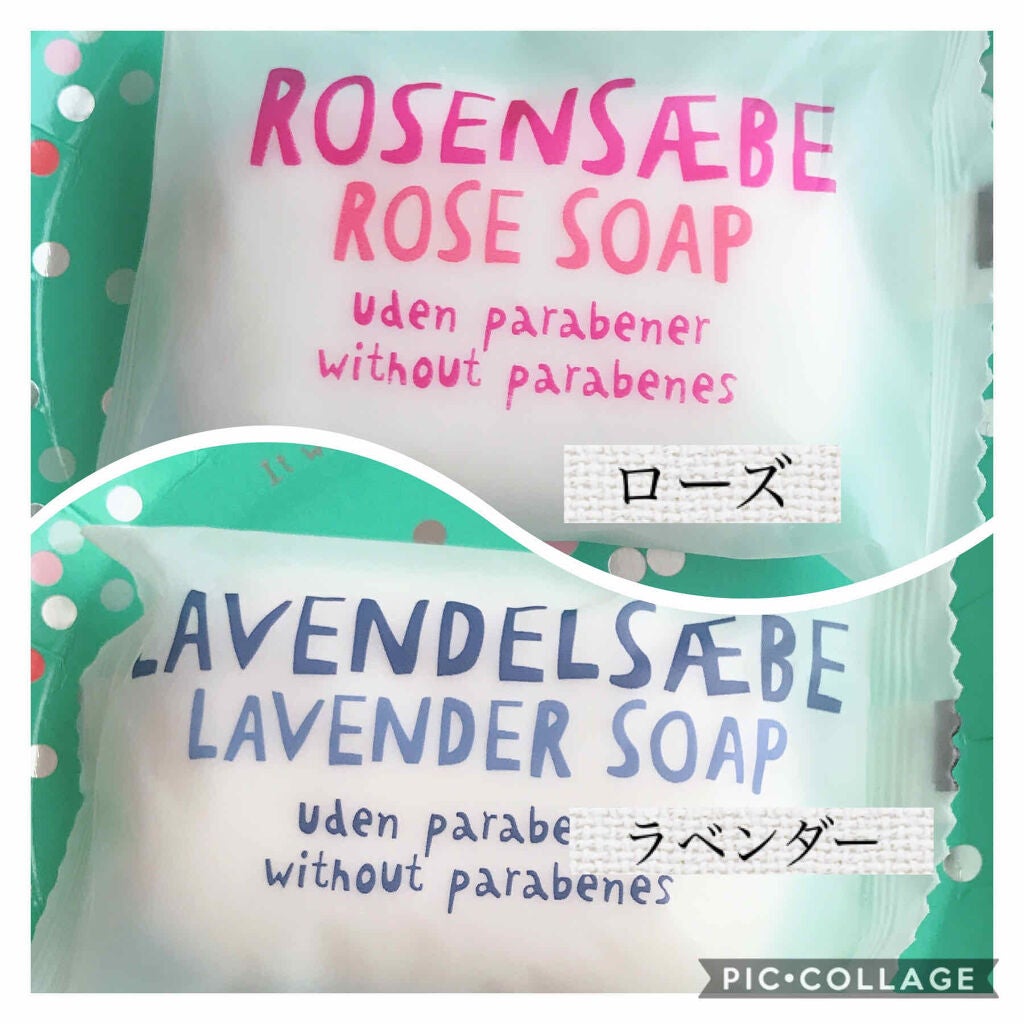 ROSENSÆBE
ROSE SOAP
uden parabener
without parabenes
ローズ
It
LAVENDELSÆBE
LAVENDER SOAP
uden parabe
ラベンダー
without parabenes
PIC•COLLAGE